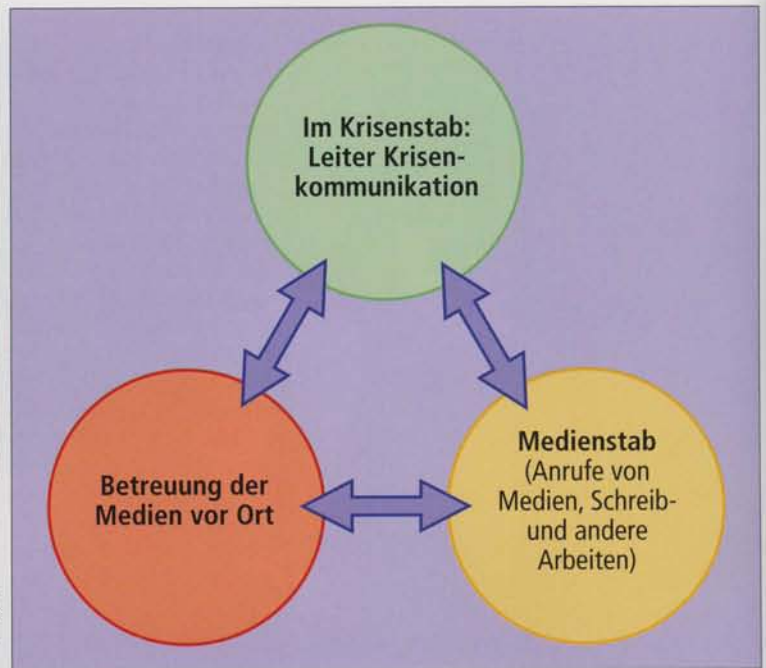 Im Krisenstab:
Leiter Krisen-
kommunikation
Betreuung der
Medien vor Ort
Medienstab
(Anrufe von
Medien, Schreib-
und andere
Arbeiten)